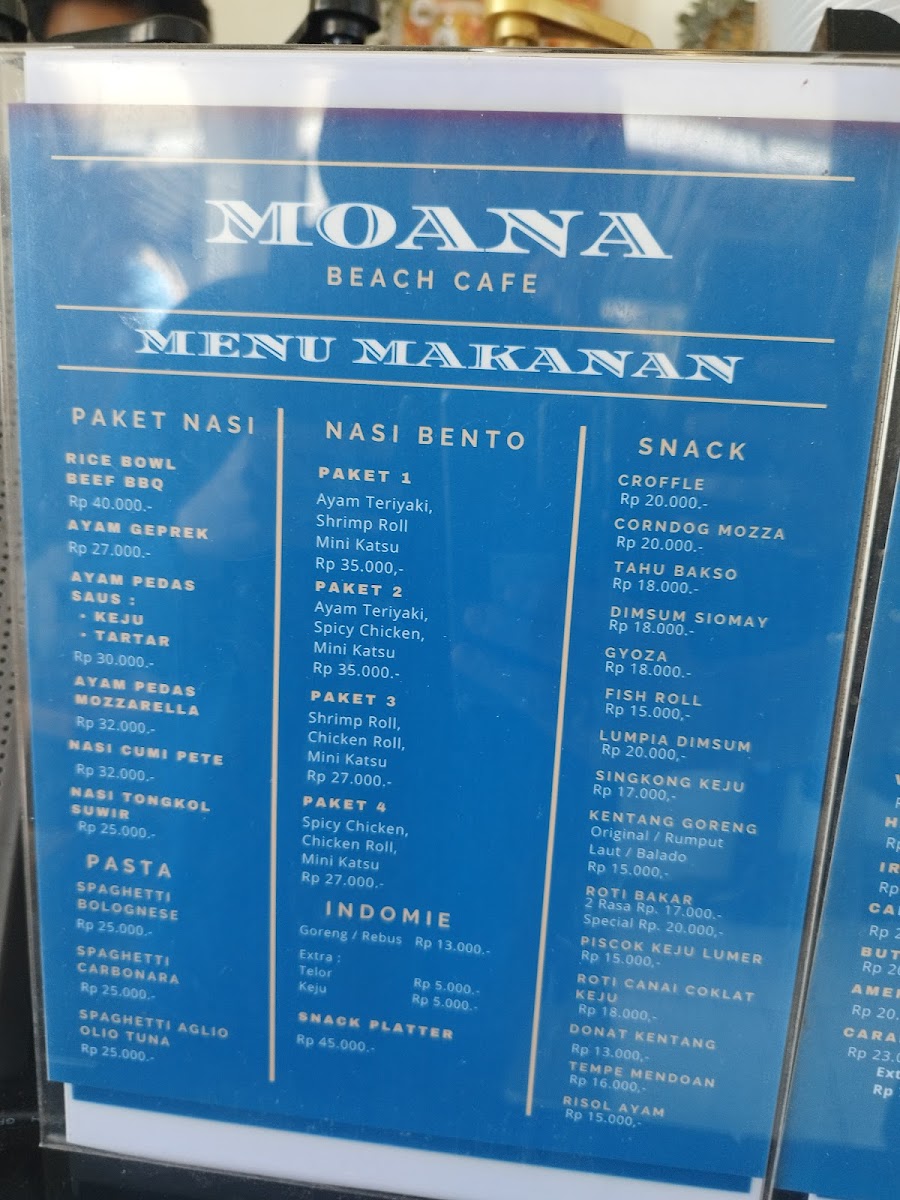 MOANA
BEACH CAFE
MENU MAKANAN
PAKET NASI
RICE BOWL
BEEF BBQ
Rp 40.000.-
AYAM GEPREK
Rp 27.000.-
AYAM PEDAS
SAUS :
• KEJU
• TARTAR
Rp 30.000.-
AYAM PEDAS
MOZZARELLA
Rp 32.000.-
NASI CUMI PETE
Rp 32.000.-
NASI TONGKOL
SUWIR
Rp 25.000.-
PASTA
SPAGHETTI
BOLOGNESE
Rp 25.000.-
SPAGHETTI
CARBONARA
Rp 25.000.-
SPAGHETTI AGLIO
OLIO TUNA
Rp 25.000.-
NASI BENTO
PAKET 1
Ayam Teriyaki,
Shrimp Roll
Mini Katsu
Rp 35.000,-
PAKET 2
Ayam Teriyaki,
Spicy Chicken,
Mini Katsu
Rp 35.000.-
PAKET 3
Shrimp Roll,
Chicken Roll,
Mini Katsu
Rp 27.000.-
PAKET 4
Spicy Chicken,
Chicken Roll,
Mini Katsu
Rp 27.000.-
INDOMIE
Goreng / Rebus Rp 13.000.-
Extra :
Telor Rp 5.000.-
Keju Rp 5.000.-
SNACK PLATTER
Rp 45.000.-
SNACK
CROFFLE
Rp 20.000.-
CORNDOG MOZZA
Rp 20.000.-
TAHU BAKSO
Rp 18.000.-
DIMSUM SIOMAY
Rp 18.000.-
GYOZA
Rp 18.000.-
FISH ROLL
Rp 15.000,-
LUMPIA DIMSUM
Rp 20.000,-
SINGKONG KEJU
Rp 17.000,-
KENTANG GORENG
Original / Rumput
Laut / Balado
Rp 15.000,-
ROTI BAKAR
2 Rasa Rp. 17.000.-
Special Rp. 20.000,-
PISCOK KEJU LUMER
Rp 15.000,-
ROTI CANAI COKLAT
KEJU
Rp 18.000,-
DONAT KENTANG
Rp 13.000,-
TEMPE MENDOAN
Rp 16.000,-
RISOL AYAM
Rp 15.000,-